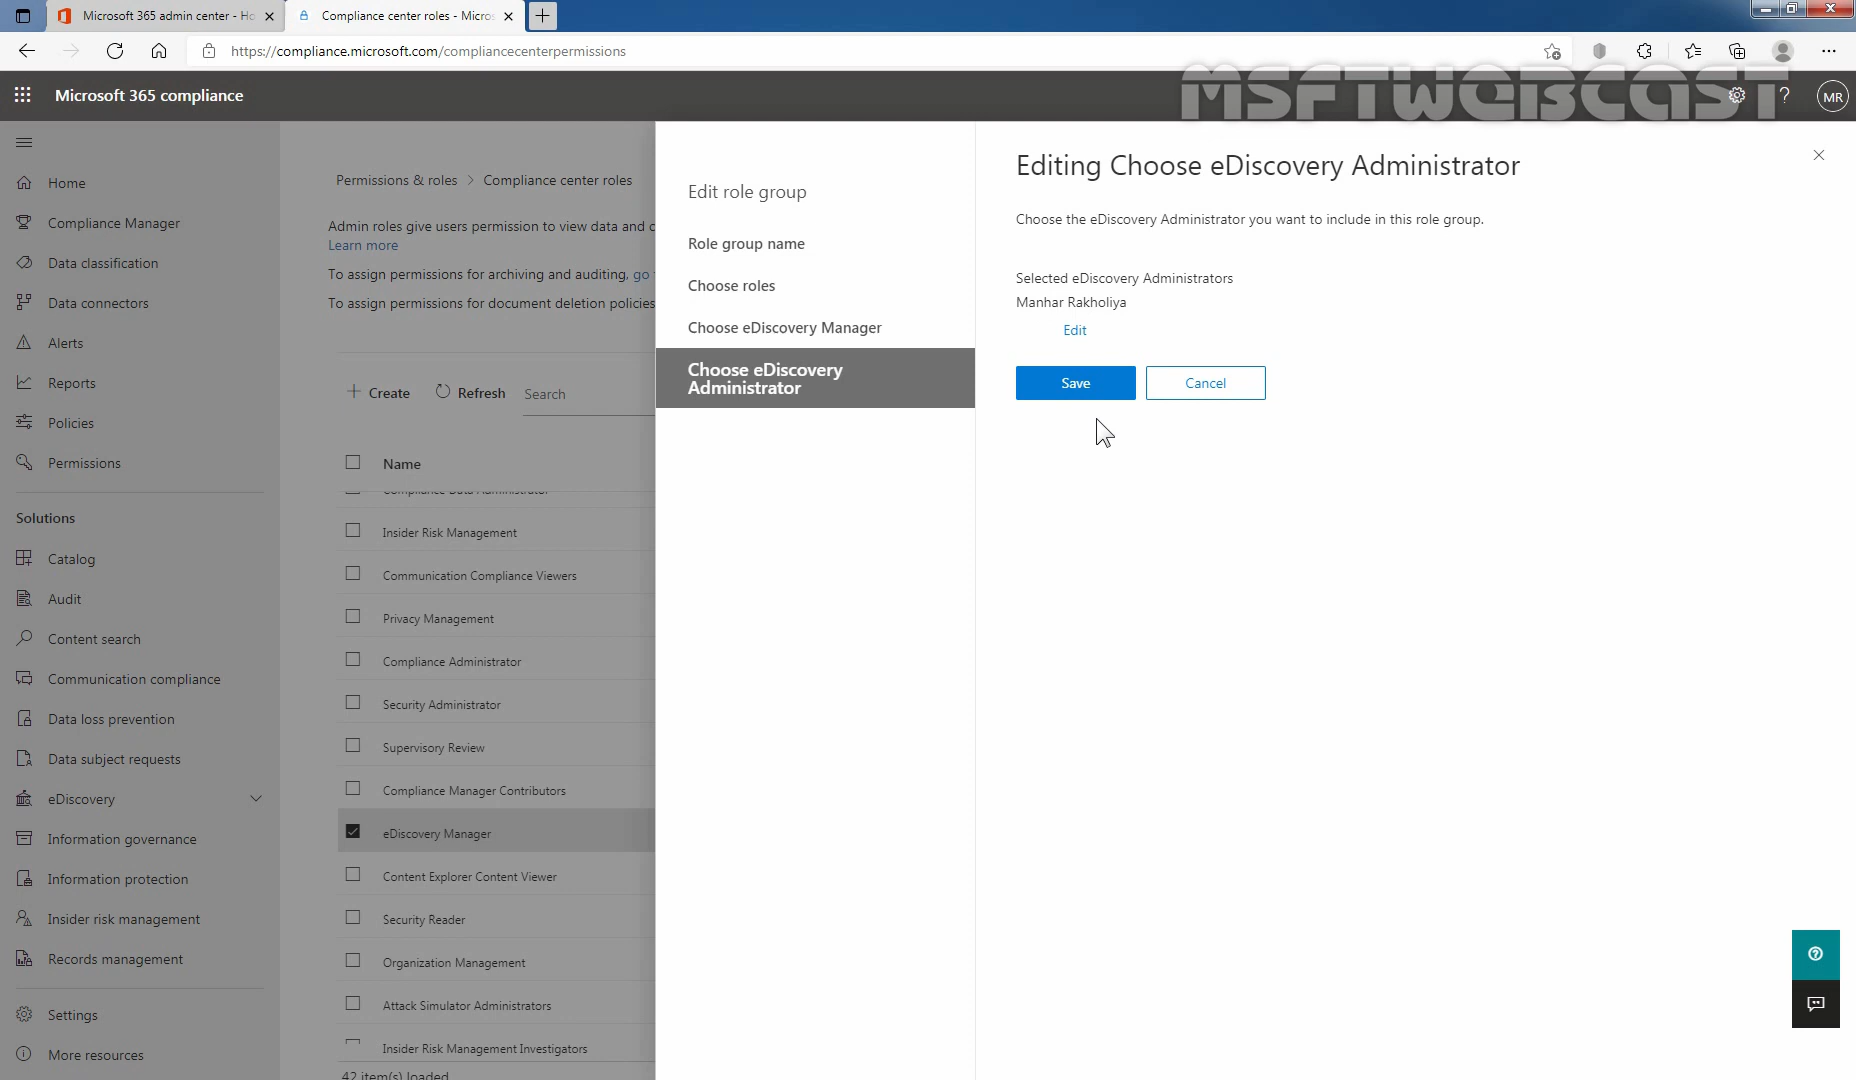 Microsoft 365 admin center - Ho
Compliance center roles - Micros
https://compliance.microsoft.com/compliancecenterpermissions
MSFTWEBCAST
Microsoft 365 compliance
?
MR
Home
Compliance Manager
Data classification
Data connectors
Alerts
Reports
Policies
Permissions
Solutions
Catalog
Audit
Content search
Communication compliance
Data loss prevention
Data subject requests
eDiscovery
Information governance
Information protection
Insider risk management
Records management
Settings
More resources
Permissions & roles > Compliance center roles
Admin roles give users permission to view data and c
Learn more
To assign permissions for archiving and auditing, go
To assign permissions for document deletion policies
Create
Refresh
Search
Name
Compliance Data Administrator
Insider Risk Management
Communication Compliance Viewers
Privacy Management
Compliance Administrator
Security Administrator
Supervisory Review
Compliance Manager Contributors
eDiscovery Manager
Content Explorer Content Viewer
Security Reader
Organization Management
Attack Simulator Administrators
Insider Risk Management Investigators
42 item(s) loaded
Edit role group
Role group name
Choose roles
Choose eDiscovery Manager
Choose eDiscovery
Administrator
Editing Choose eDiscovery Administrator
Choose the eDiscovery Administrator you want to include in this role group.
Selected eDiscovery Administrators
Manhar Rakholiya
Edit
Save
Cancel